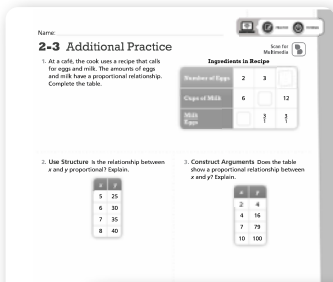 Name:
2-3 Additional Practice
Scan for
Multimedia
1. At a café, the cook uses a recipe that calls
for eggs and milk. The amounts of eggs
and milk have a proportional relationship.
Complete the table.
Ingredients in Recipe
Number of Eggs 2 3
Cups of Milk 6 12
Milk
Eggs 3/1 3/1
2. Use Structure Is the relationship between
x and y proportional? Explain.
x y
5 25
6 30
7 35
8 40
3. Construct Arguments Does the table
show a proportional relationship between
x and y? Explain.
x y
2 4
4 16
7 79
10 100